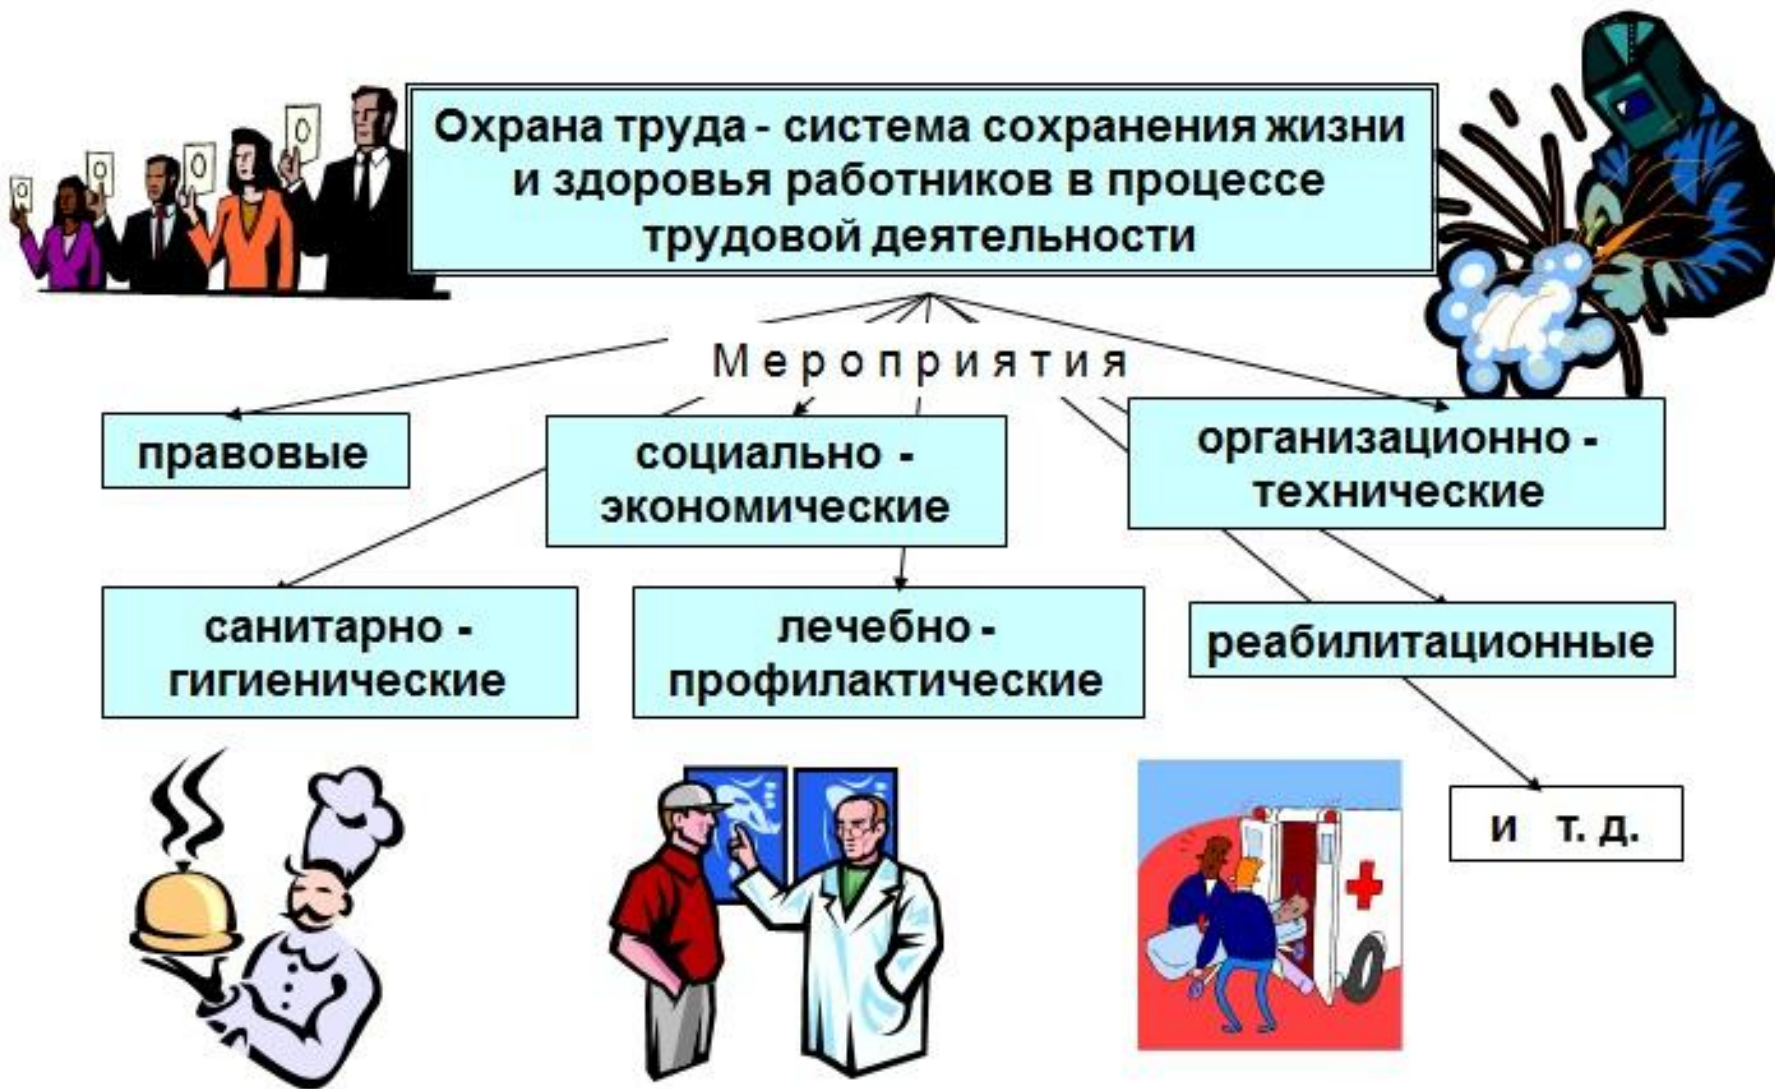 Охрана труда - система сохранения жизни
и здоровья работников в процессе
трудовой деятельности
Мероприятия
правовые
социально -
экономические
организационно -
технические
санитарно -
гигиенические
лечебно -
профилактические
реабилитационные
и т. д.